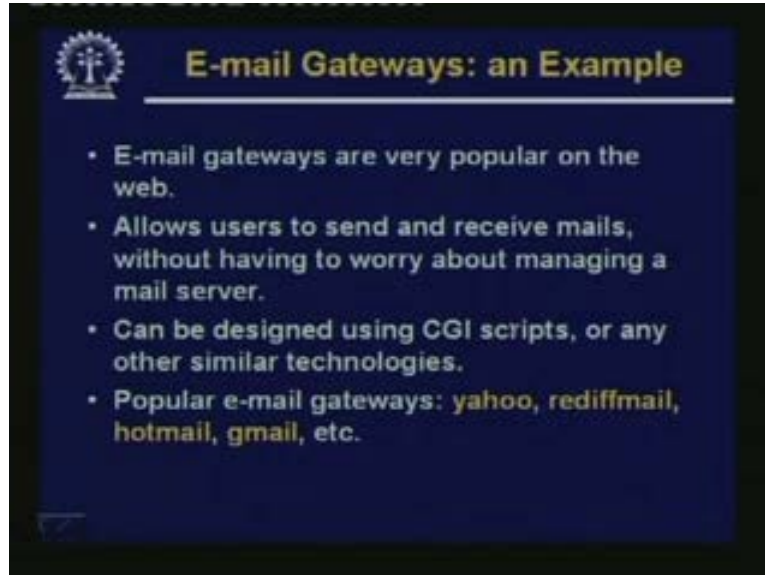 E-mail Gateways: an Example
• E-mail gateways are very popular on the
web.
• Allows users to send and receive mails,
without having to worry about managing a
mail server.
• Can be designed using CGI scripts, or any
other similar technologies.
• Popular e-mail gateways: yahoo, rediffmail,
hotmail, gmail, etc.